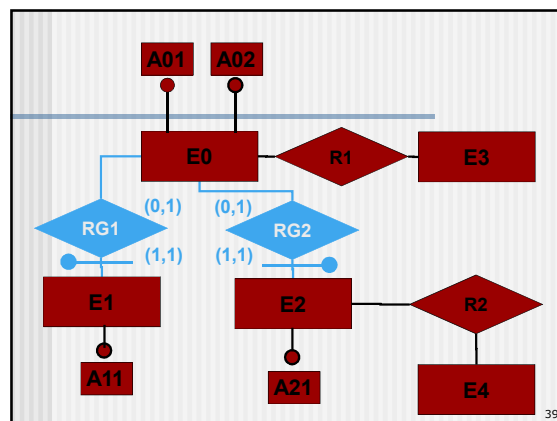 A01 A02
E0 R1 E3
(0,1) (0,1)
RG1 RG2
(1,1) (1,1)
E1 E2 R2
A11 A21 E4
39